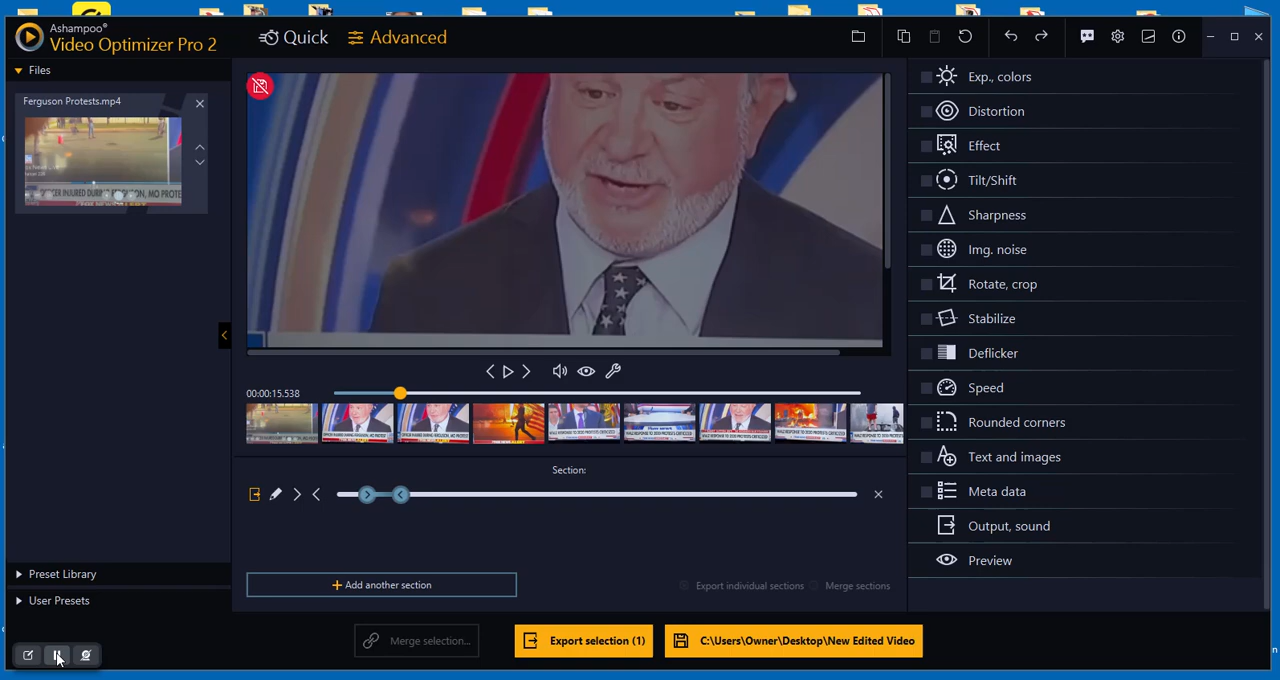 Ashampoo®
Video Optimizer Pro 2
Quick
Advanced
Files
Ferguson Protests.mp4
00:00:15.538
Section:
Add another section
Export individual sections
Merge sections
Preset Library
User Presets
Merge selection...
Export selection (1)
C:\Users\Owner\Desktop\New Edited Video
Exp., colors
Distortion
Effect
Tilt/Shift
Sharpness
Img. noise
Rotate, crop
Stabilize
Deflicker
Speed
Rounded corners
Text and images
Meta data
Output, sound
Preview